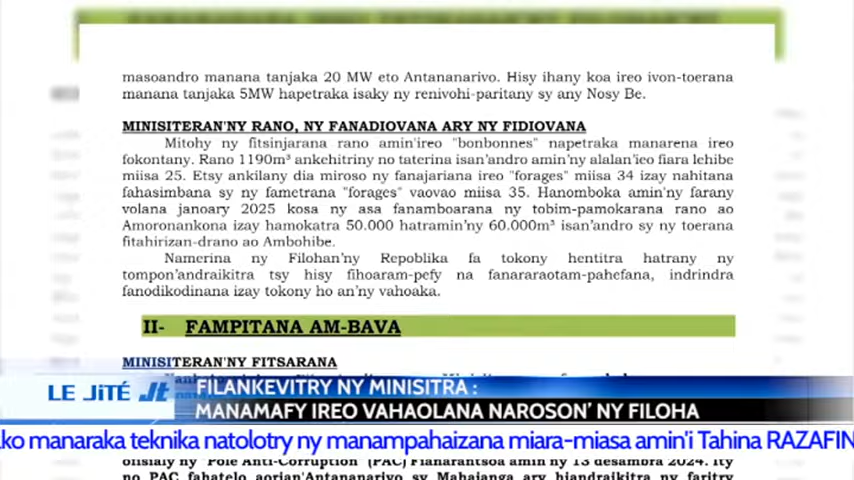 masoandro manana tanjaka 20 MW eto Antananarivo. Hisy ihany koa ireo ivon-toerana
manana tanjaka 5MW hapetraka isaky ny renivohi-paritany sy any Nosy Be.
MINISITERAN'NY RANO, NY FANADIOVANA ARY NY FIDIOVANA
Mitohy ny fitsinjarana rano amin'ireo "bonbonnes" napetraka manarena ireo
fokontany. Rano 1190m³ ankehitriny no taterina isan'andro amin'ny alalan'ieo fiara lehibe
miisa 25. Etsy ankilany dia miroso ny fanajariana ireo "forages" miisa 34 izay nahitana
fahasimbana sy ny fametrana "forages" vaovao miisa 35. Hanomboka amin'ny farany
volana janoary 2025 kosa ny asa fanamboarana ny tobim-pamokarana rano ao
Amoronankona izay hamokatra 50.000 hatramin'ny 60.000m³ isan'andro sy ny toerana
fitahirizan-drano ao Ambohibe.
Namerina ny Filohan'ny Repoblika fa tokony hentitra hatrany ny
tompon'andraikitra tsy hisy fihoaram-pefy na fanararaotam-pahefana, indrindra
fanodikodinana izay tokony ho an'ny vahoaka.
II- FAMPITANA AM-BAVA
MINISITERAN'NY FITSARANA
LE JiTÉ Jt
FILANKEVITRY NY MINISITRA :
MANAMAFY IREO VAHAOLANA NAROSON' NY FILOHA
ako manaraka teknika natolotry ny manampahaizana miara-miasa amin'i Tahina RAZAFIN
ofisialy ny "Pôle Anti-Corruption" (PAC) Fianarantsoa amin ny 13 desambra 2024. Ity
no PAC fahatelo aorian'Antananarivo sy Mahajanga ary hiandraikitra ny faritry